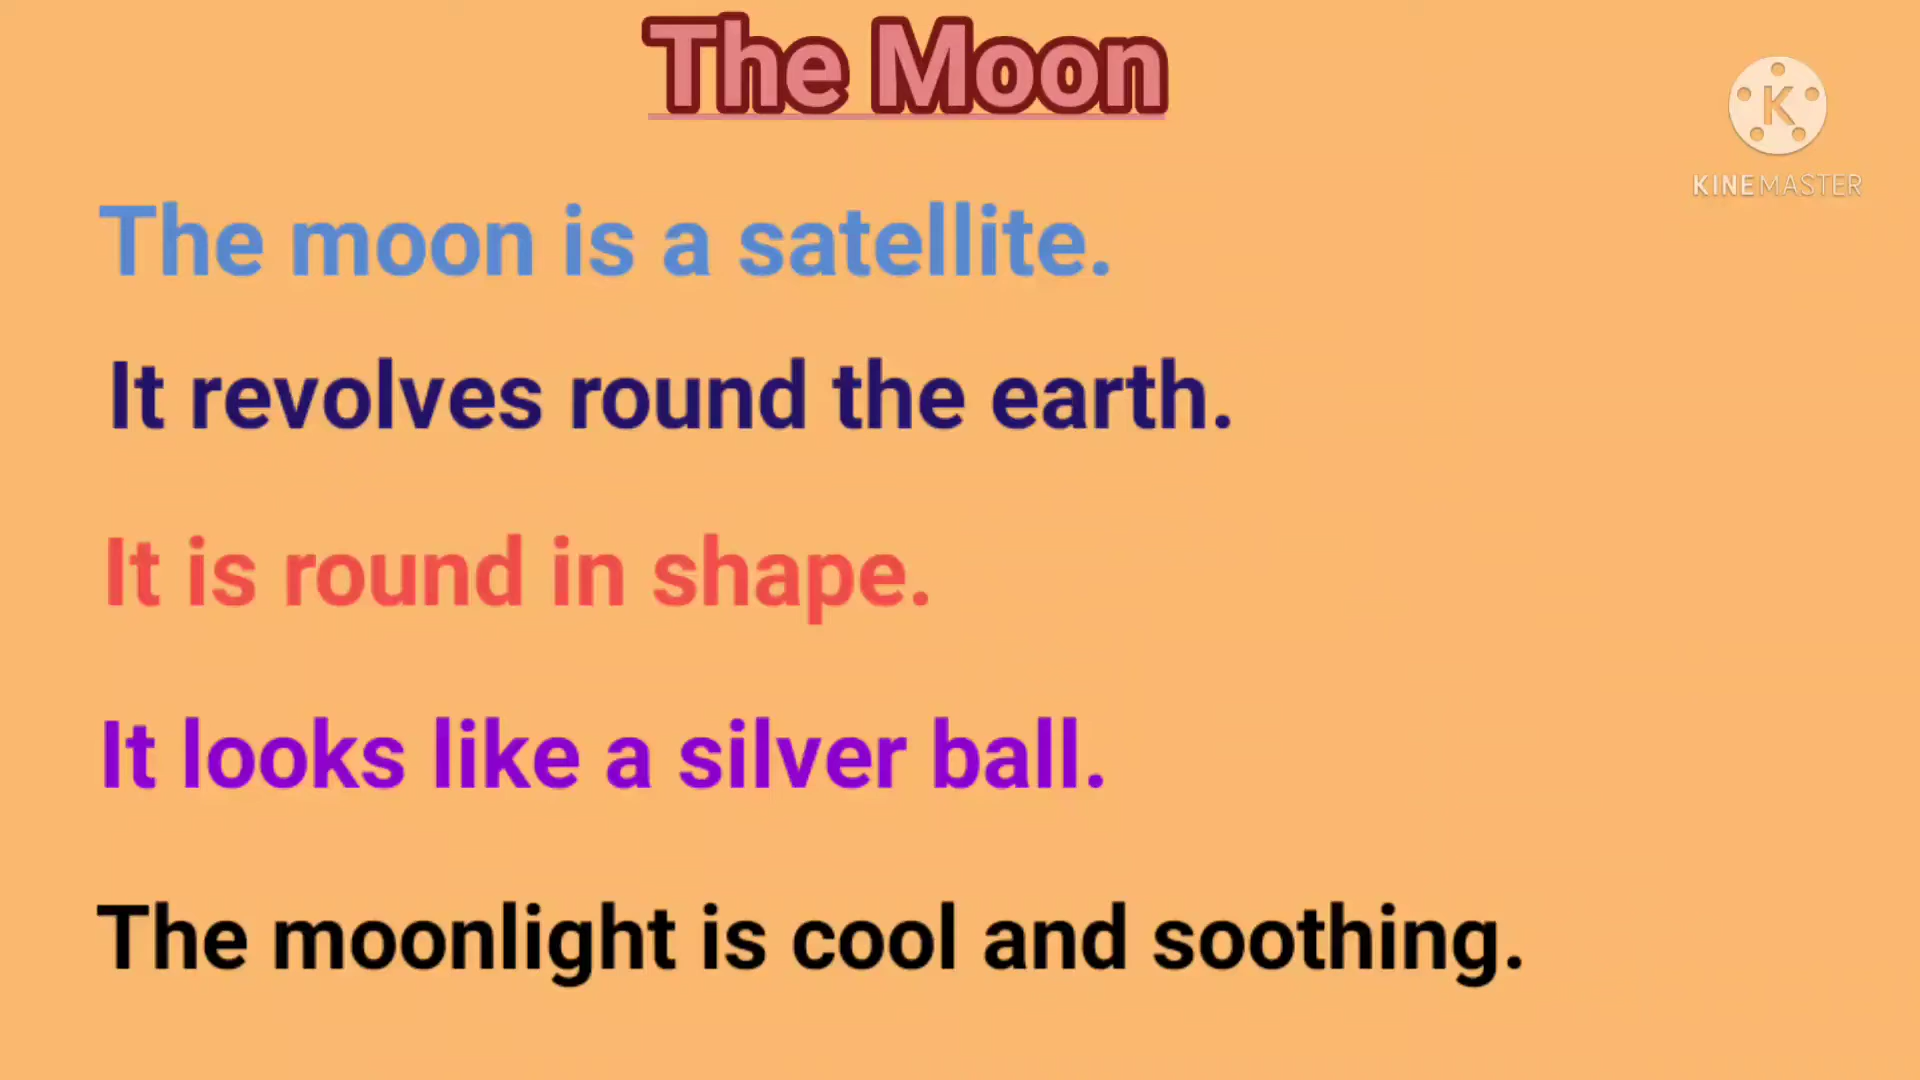 The Moon
K
KINEMASTER
The moon is a satellite.
It revolves round the earth.
It is round in shape.
It looks like a silver ball.
The moonlight is cool and soothing.